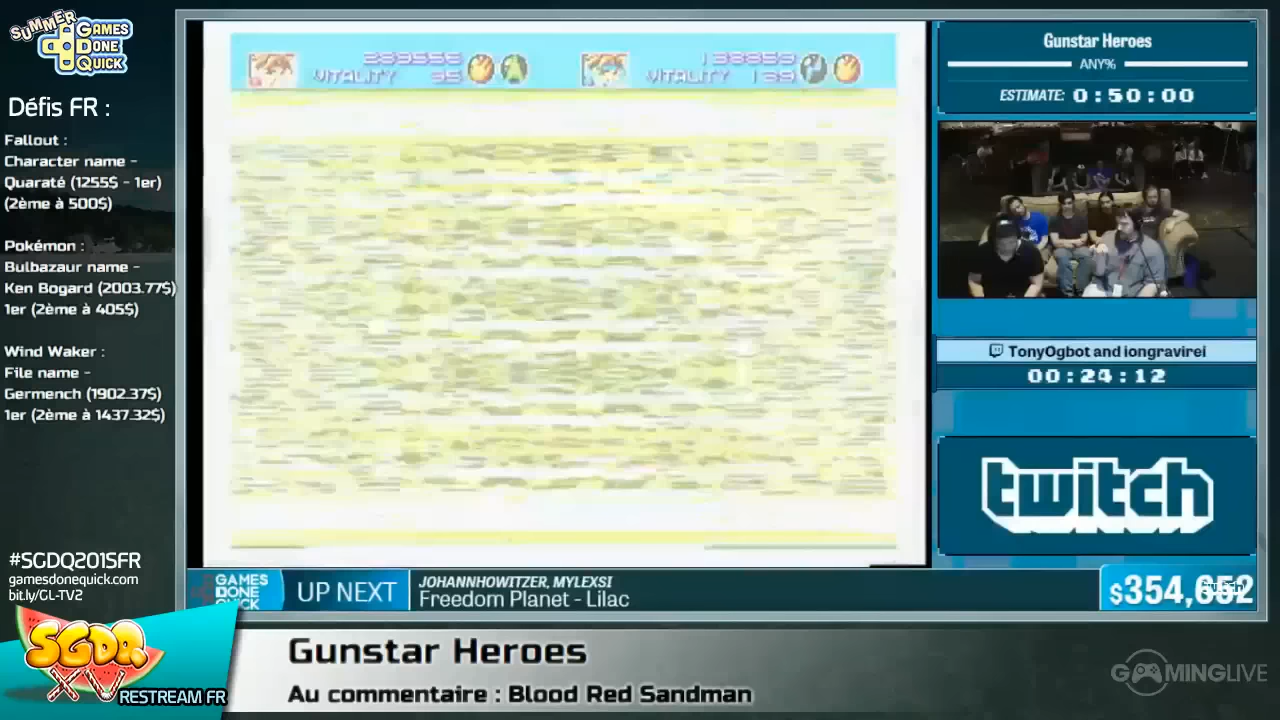 SUMMER
GAMES
DONE
QUICK
Défis FR :
Fallout :
Character name -
Quaraté (1255$ - 1er)
(2ème à 500$)
Pokémon :
Bulbazaur name -
Ken Bogard (2003.77$)
1er (2ème à 405$)
Wind Waker :
File name -
Germench (1902.37$)
1er (2ème à 1437.32$)
#SGDQ2015FR
gamesdonequick.com
bit.ly/GL-TV2
SGDQ
XV
RESTREAM FR
289556
VITALITY 95
138859
VITALITY 139
Gunstar Heroes
ANY%
ESTIMATE: 0:50:00
TonyOgbot and iongravirei
00:24:12
twitch
GAMES
DONE
QUICK
UP NEXT
JOHANNHOWITZER, MYLEXSI
Freedom Planet - Lilac
$354,652
Gunstar Heroes
Au commentaire : Blood Red Sandman
GAMINGLIVE